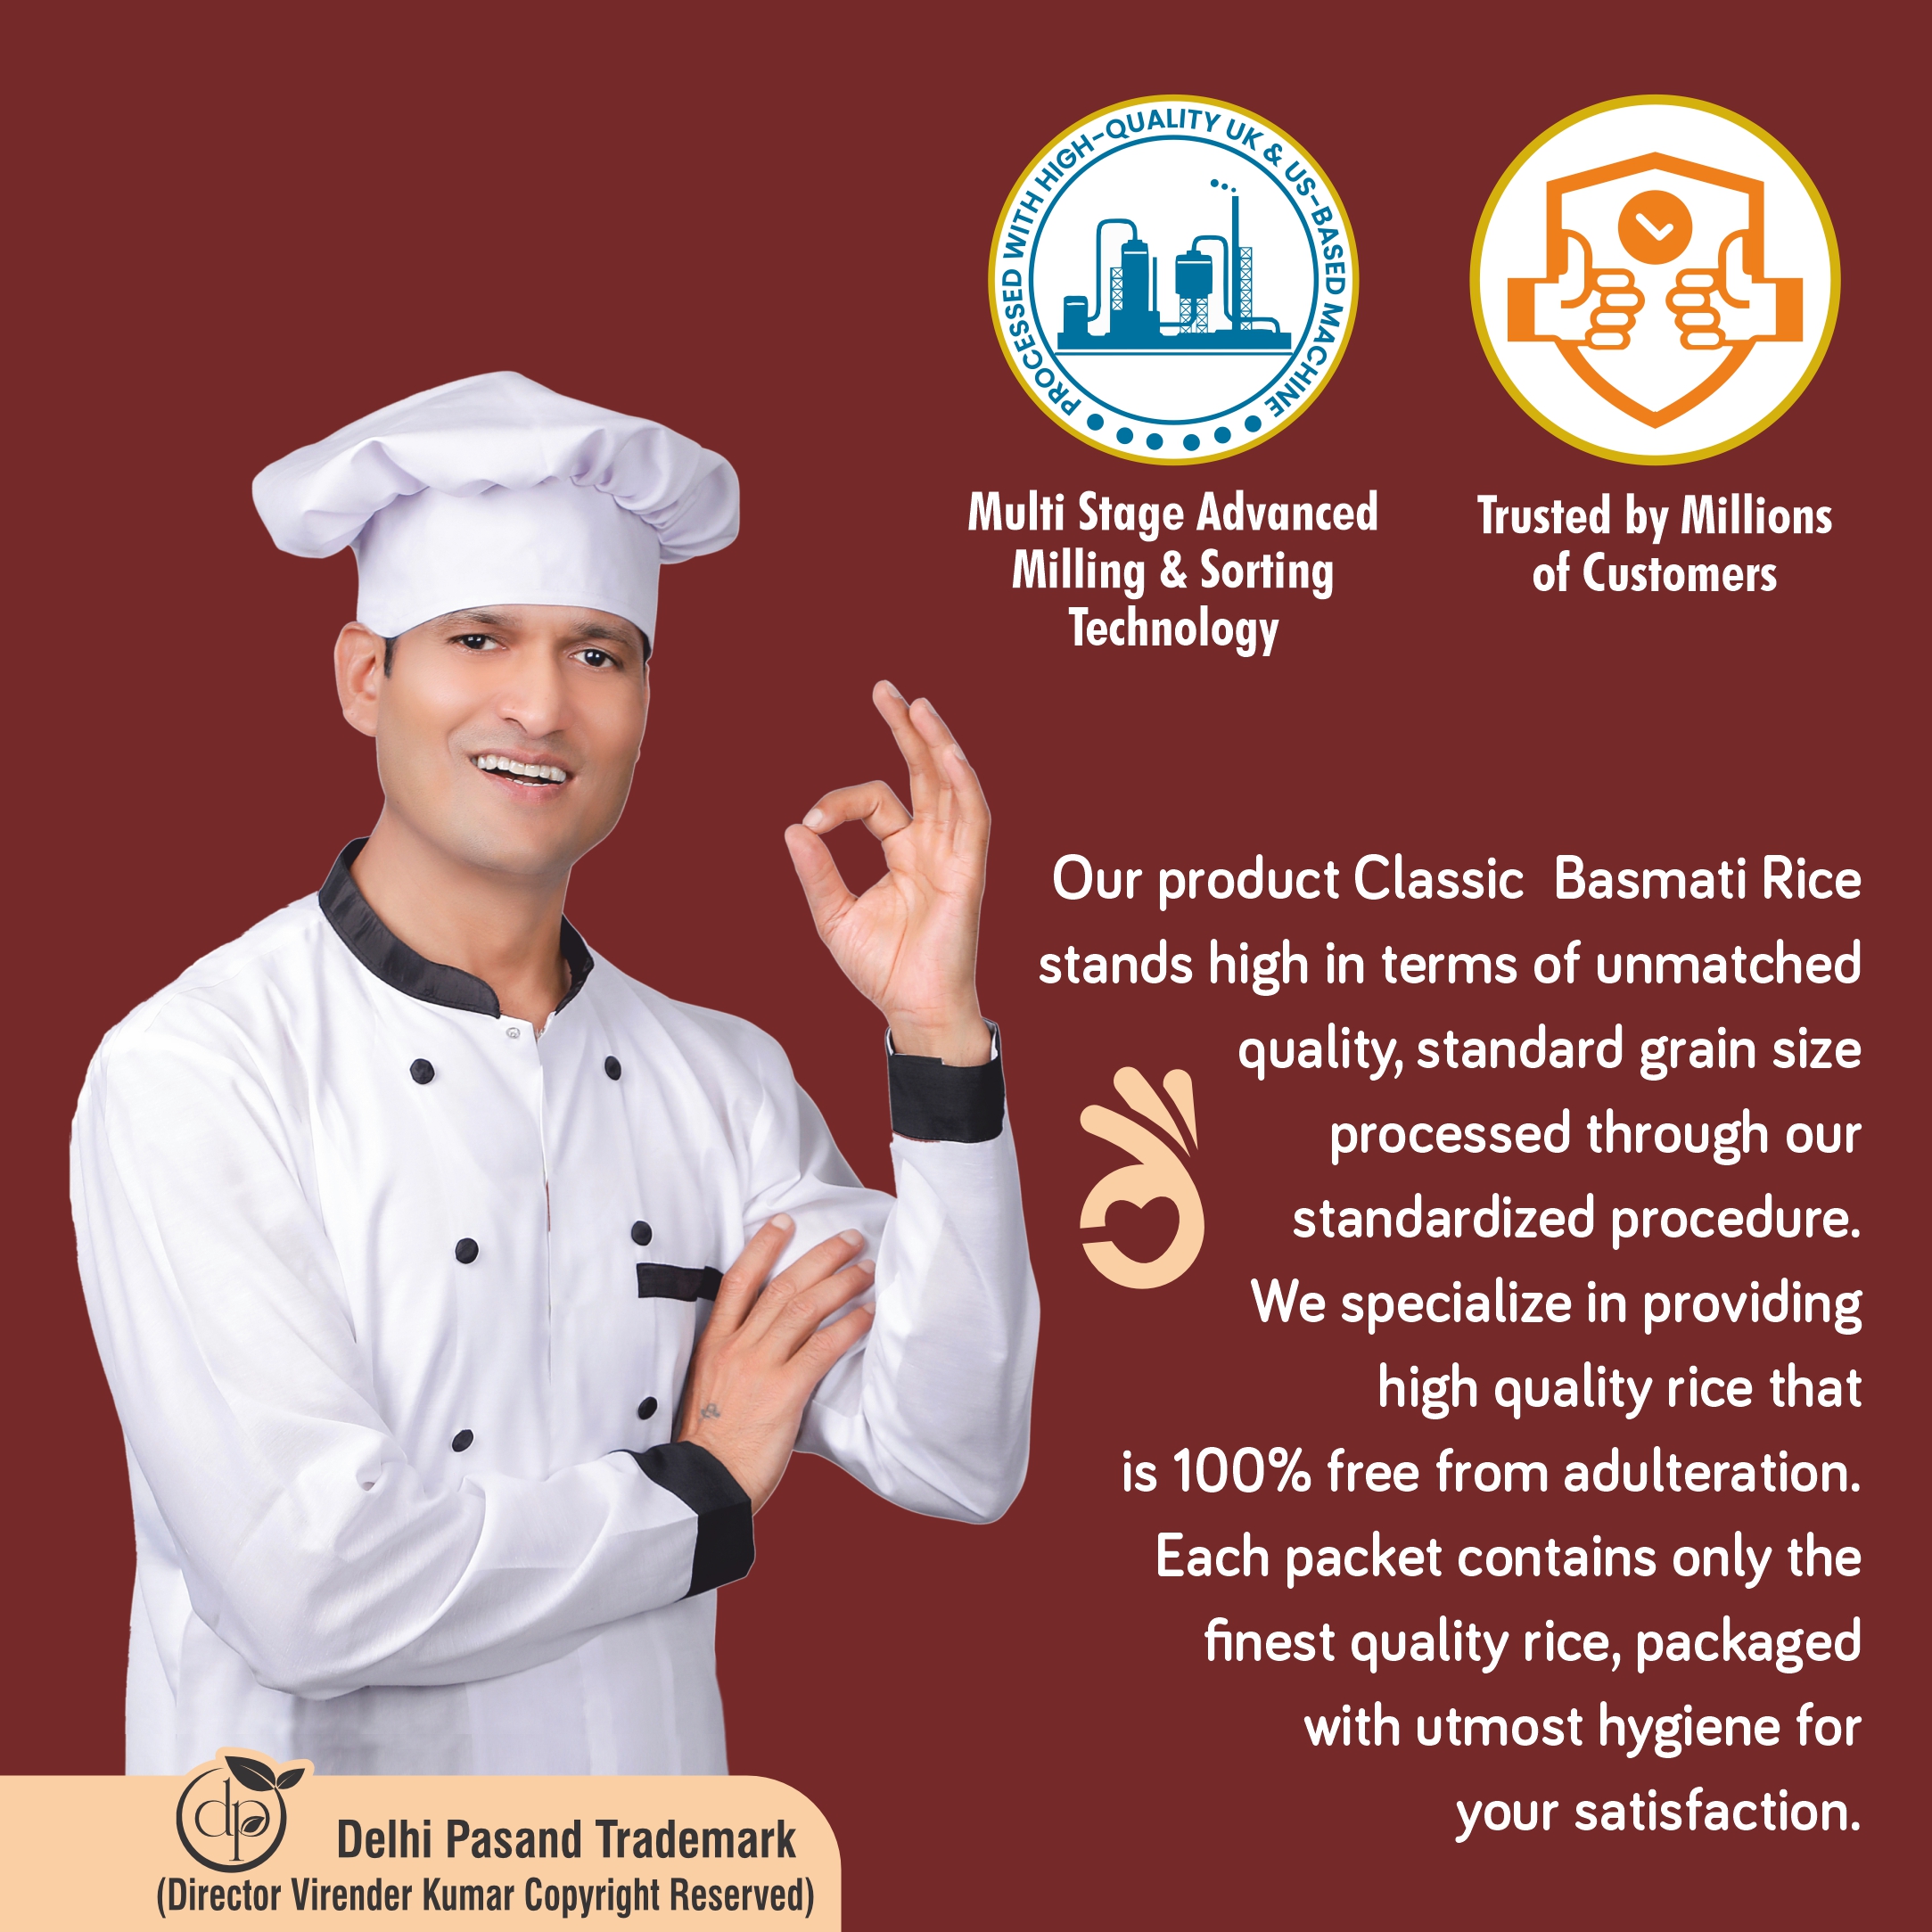 PROCESSED WITH HIGH-QUALITY UK & US-BASED MACHINE
Multi Stage Advanced
Milling & Sorting
Technology
Trusted by Millions
of Customers
Our product Classic Basmati Rice
stands high in terms of unmatched
quality, standard grain size
processed through our
standardized procedure.
We specialize in providing
high quality rice that
is 100% free from adulteration.
Each packet contains only the
finest quality rice, packaged
with utmost hygiene for
your satisfaction.
dp
Delhi Pasand Trademark
(Director Virender Kumar Copyright Reserved)